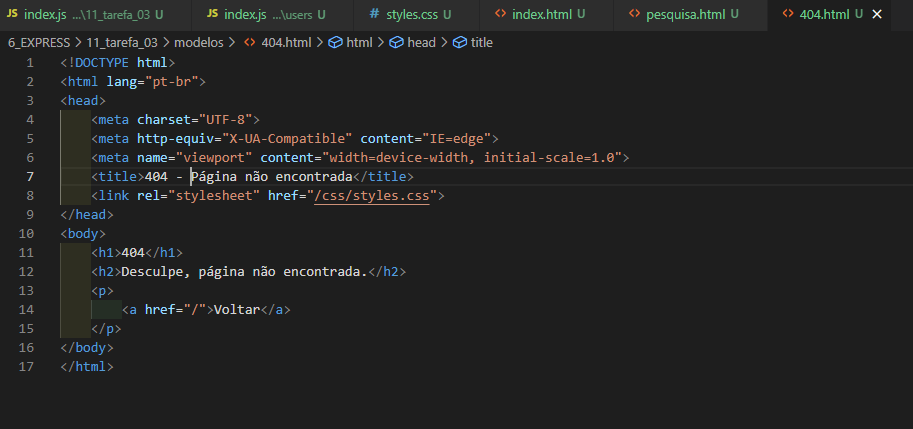 JS index.js ...\11_tarefa_03 U JS index.js ...\users U # styles.css U <> index.html U <> pesquisa.html U <> 404.html U ×
6_EXPRESS > 11_tarefa_03 > modelos > <> 404.html > html > head > title
1 <!DOCTYPE html>
2 <html lang="pt-br">
3 <head>
4 <meta charset="UTF-8">
5 <meta http-equiv="X-UA-Compatible" content="IE=edge">
6 <meta name="viewport" content="width=device-width, initial-scale=1.0">
7 <title>404 - Página não encontrada</title>
8 <link rel="stylesheet" href="/css/styles.css">
9 </head>
10 <body>
11 <h1>404</h1>
12 <h2>Desculpe, página não encontrada.</h2>
13 <p>
14 <a href="/">Voltar</a>
15 </p>
16 </body>
17 </html>